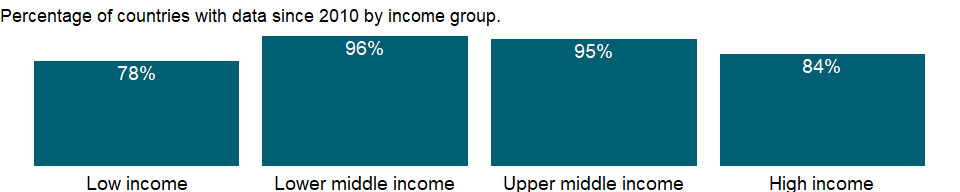 Percentage of countries with data since 2010 by income group.
78%
96%
95%
84%
Low income
Lower middle income
Upper middle income
High income